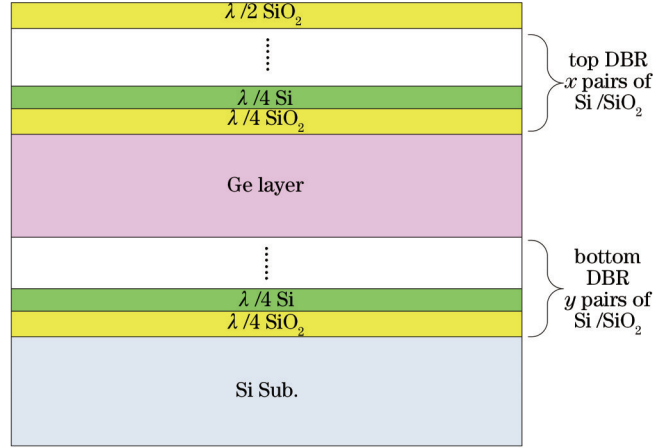 λ/2 SiO₂
top DBR
x pairs of
Si/SiO₂
λ/4 Si
λ/4 SiO₂
Ge layer
bottom
DBR
y pairs of
Si/SiO₂
λ/4 Si
λ/4 SiO₂
Si Sub.